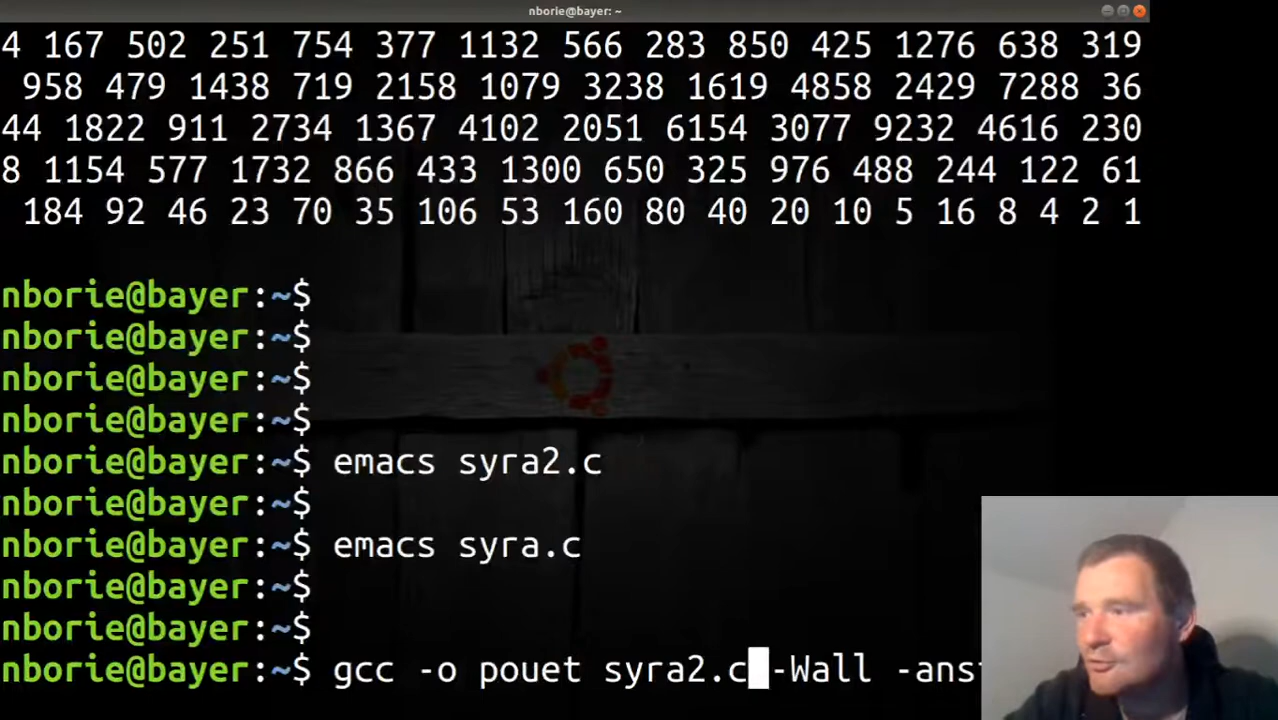 nborie@bayer: ~
4 167 502 251 754 377 1132 566 283 850 425 1276 638 319
958 479 1438 719 2158 1079 3238 1619 4858 2429 7288 36
44 1822 911 2734 1367 4102 2051 6154 3077 9232 4616 230
8 1154 577 1732 866 433 1300 650 325 976 488 244 122 61
184 92 46 23 70 35 106 53 160 80 40 20 10 5 16 8 4 2 1
nborie@bayer:~$
nborie@bayer:~$
nborie@bayer:~$
nborie@bayer:~$
nborie@bayer:~$ emacs syra2.c
nborie@bayer:~$
nborie@bayer:~$ emacs syra.c
nborie@bayer:~$
nborie@bayer:~$
nborie@bayer:~$ gcc -o pouet syra2.c -Wall -ans